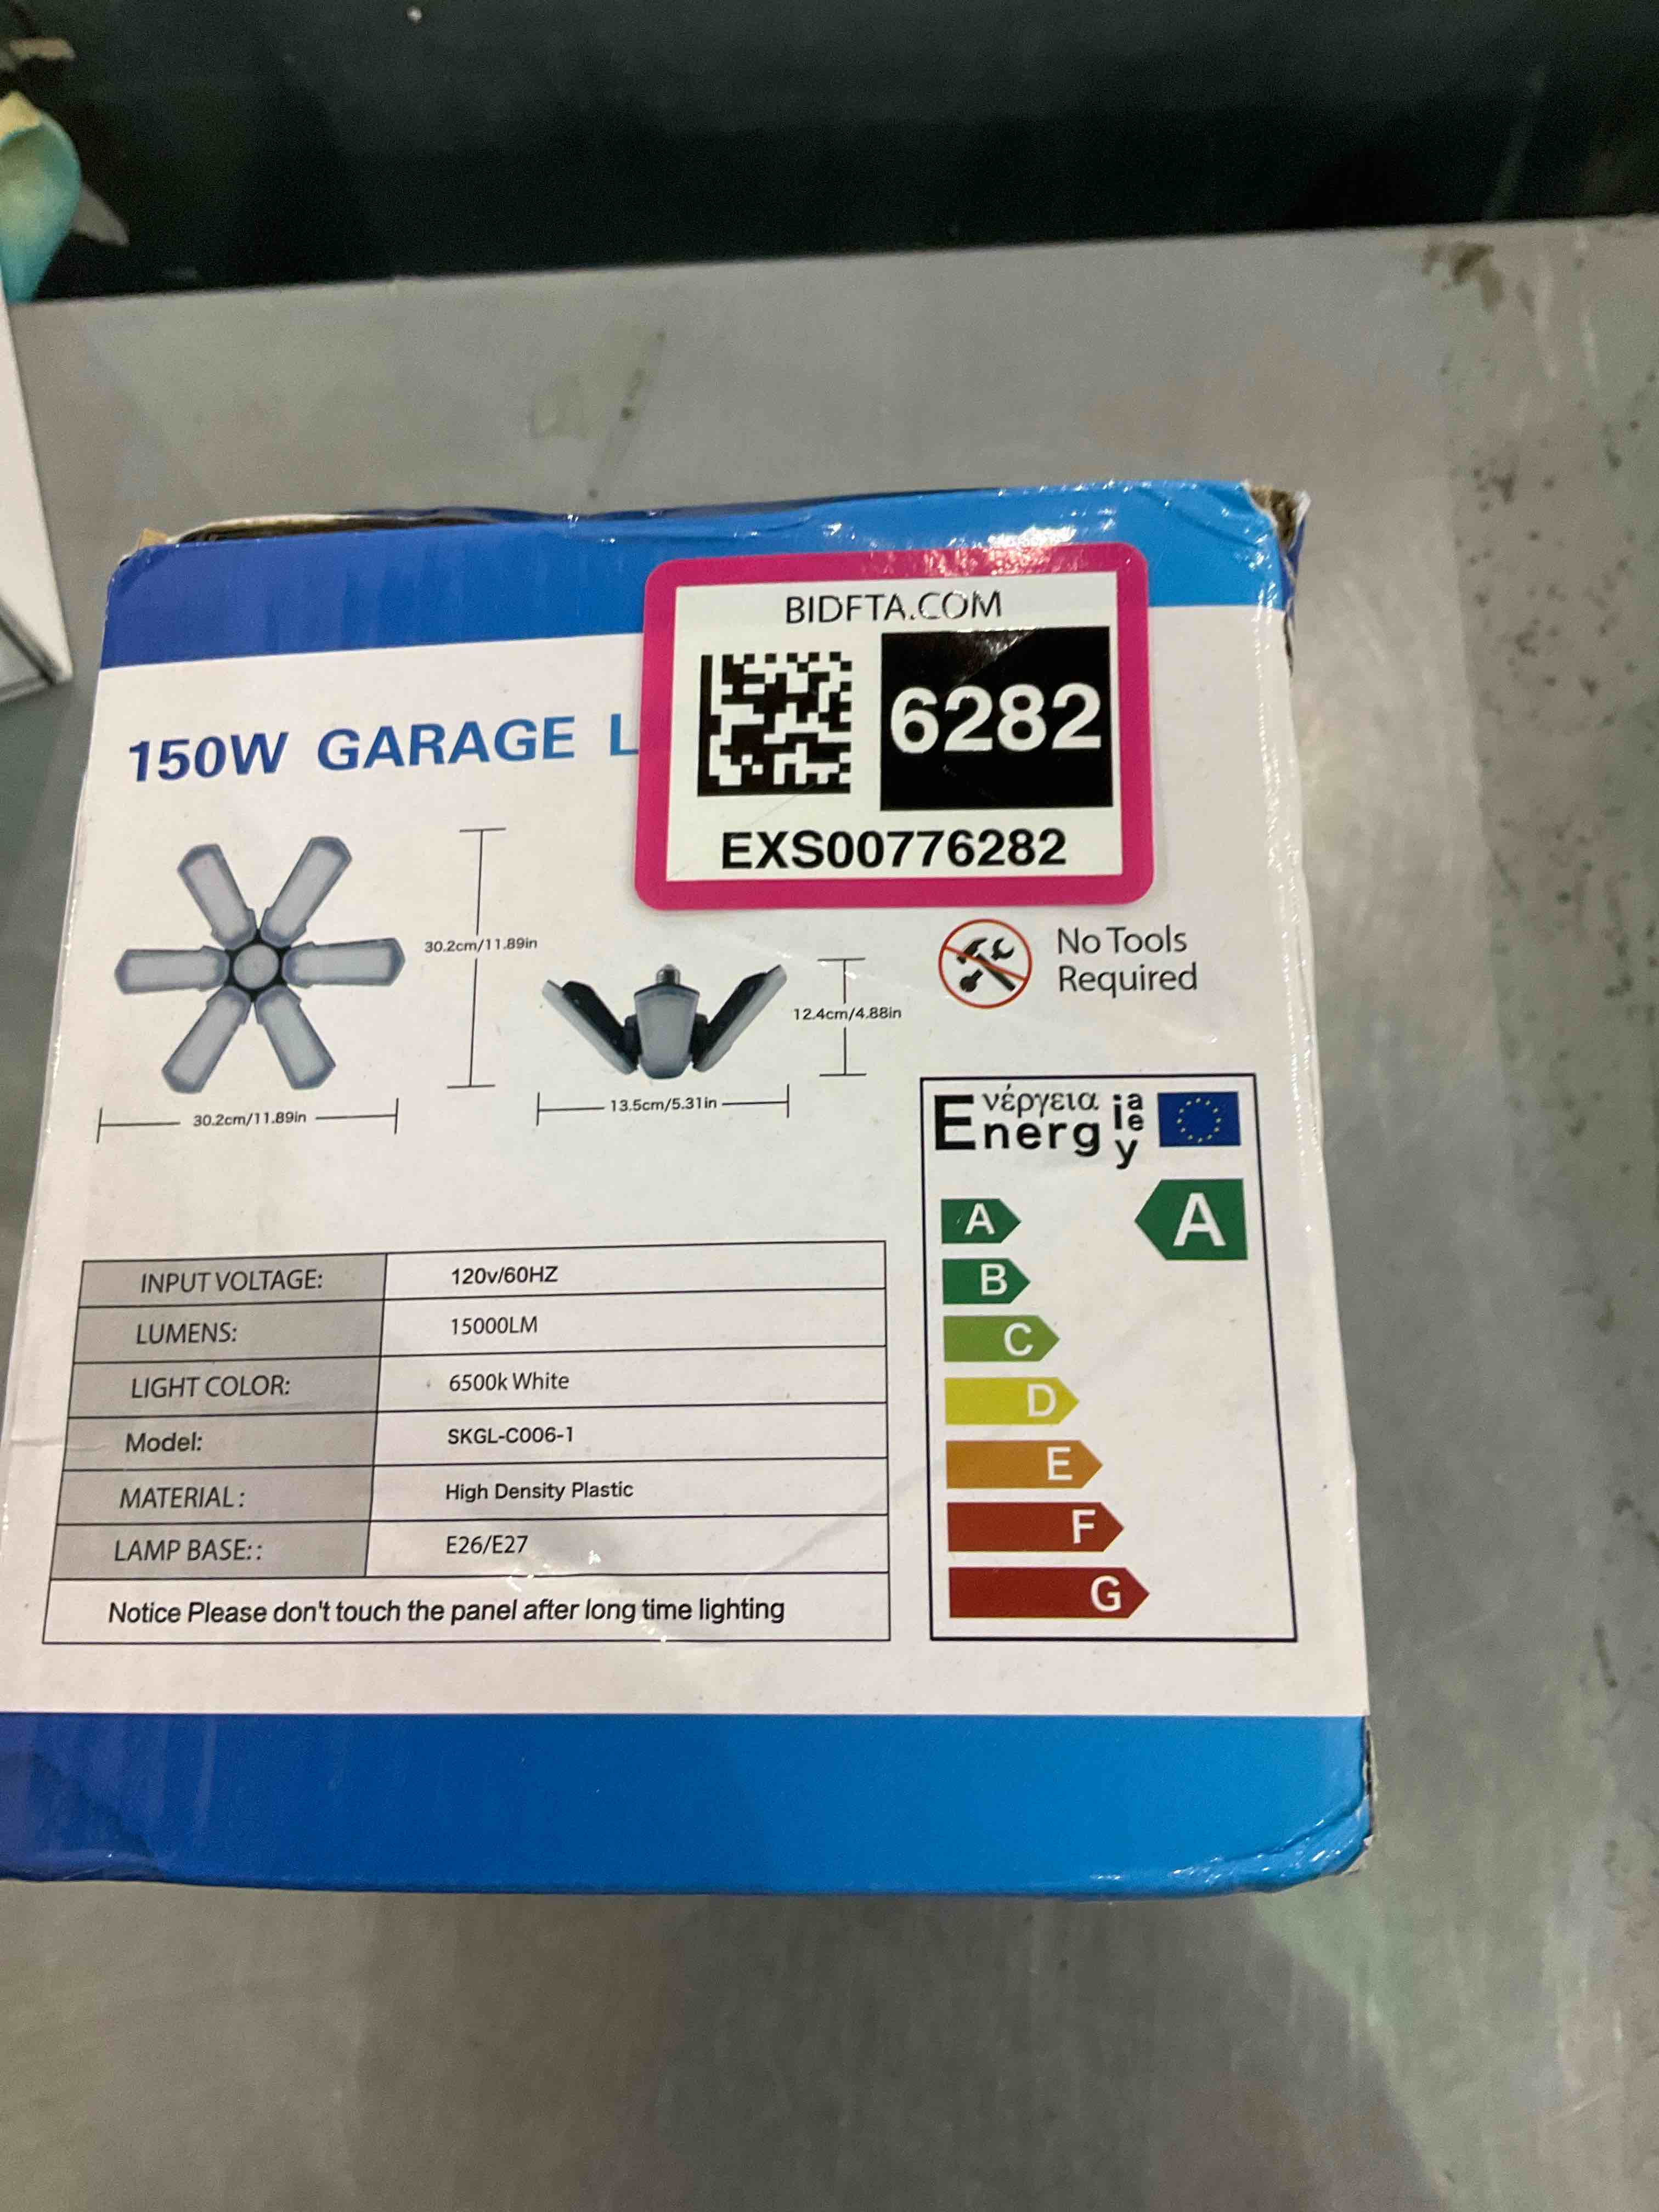 BIDFTA.COM
6282
EXS00776282
150W GARAGE L
30.2cm/11.89in
30.2cm/11.89in
12.4cm/4.88in
13.5cm/5.31in
No Tools
Required
Energ νέργεια ia ie y
A
A
B
C
D
E
F
G
INPUT VOLTAGE: 120v/60HZ
LUMENS: 15000LM
LIGHT COLOR: 6500k White
Model: SKGL-C006-1
MATERIAL: High Density Plastic
LAMP BASE:: E26/E27
Notice Please don't touch the panel after long time lighting